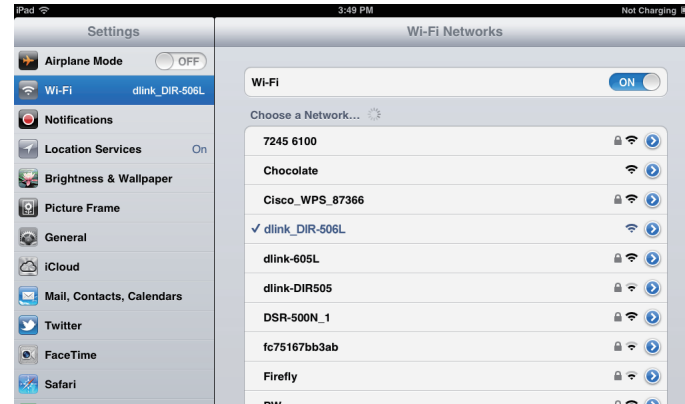 iPad 3:49 PM Not Charging
Settings
Wi-Fi Networks
Airplane Mode OFF
Wi-Fi dlink_DIR-506L
Notifications
Location Services On
Brightness & Wallpaper
Picture Frame
General
iCloud
Mail, Contacts, Calendars
Twitter
FaceTime
Safari
Wi-Fi ON
Choose a Network...
7245 6100
Chocolate
Cisco_WPS_87366
✓ dlink_DIR-506L
dlink-605L
dlink-DIR505
DSR-500N_1
fc75167bb3ab
Firefly